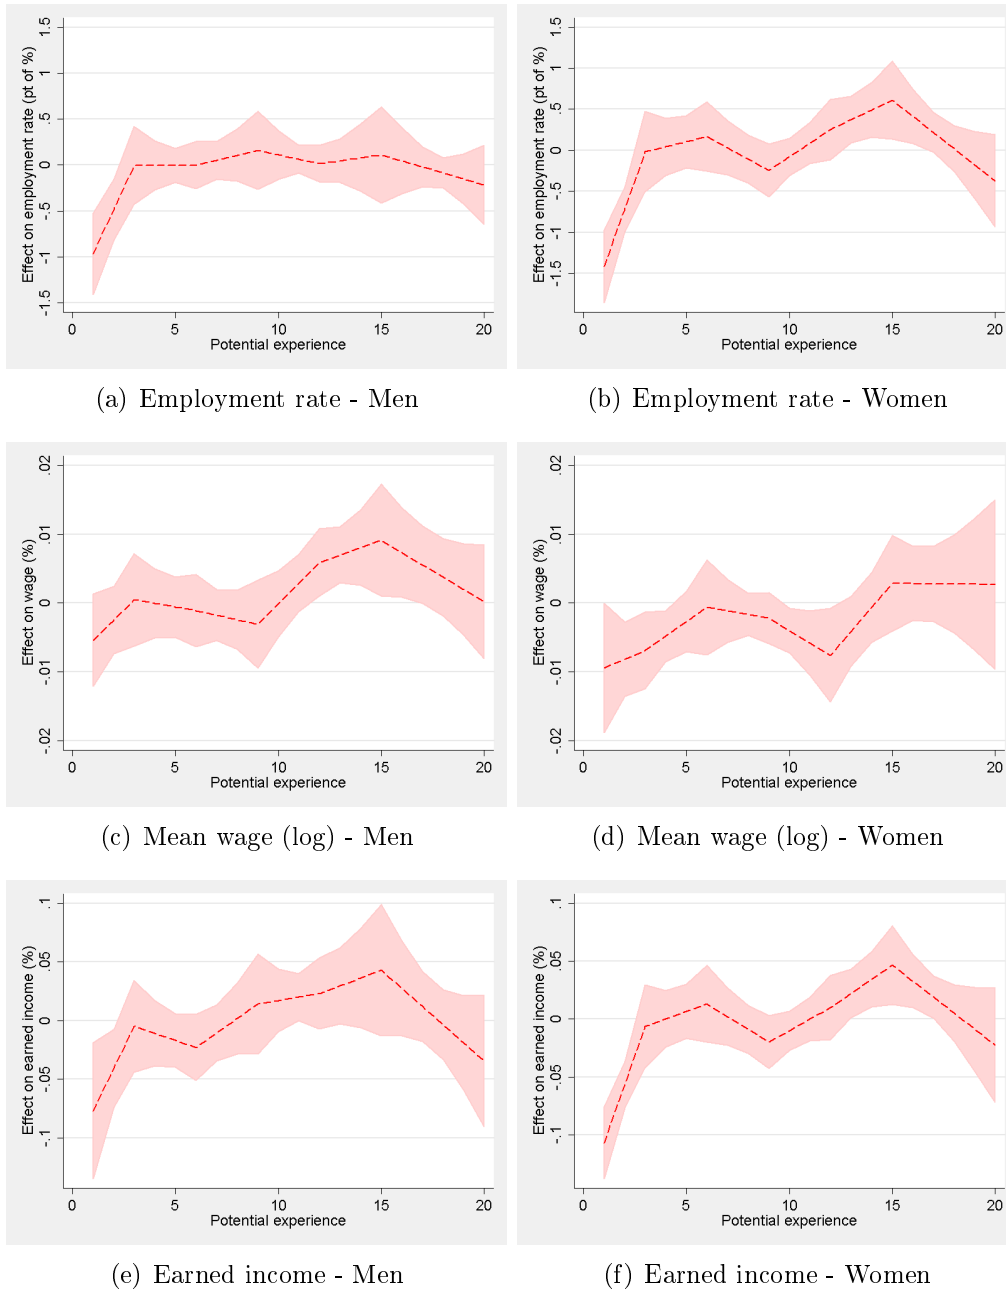 Effect on employment rate (pt of %)
1.5
1
.5
0
-.5
-1
-1.5
0 5 10 15 20
Potential experience
(a) Employment rate - Men
Effect on employment rate (pt of %)
1.5
1
.5
0
-.5
-1
-1.5
0 5 10 15 20
Potential experience
(b) Employment rate - Women
Effect on wage (%)
.02
.01
0
-.01
-.02
0 5 10 15 20
Potential experience
(c) Mean wage (log) - Men
Effect on wage (%)
.02
.01
0
-.01
-.02
0 5 10 15 20
Potential experience
(d) Mean wage (log) - Women
Effect on earned income (%)
.1
.05
0
-.05
-.1
0 5 10 15 20
Potential experience
(e) Earned income - Men
Effect on earned income (%)
.1
.05
0
-.05
-.1
0 5 10 15 20
Potential experience
(f) Earned income - Women